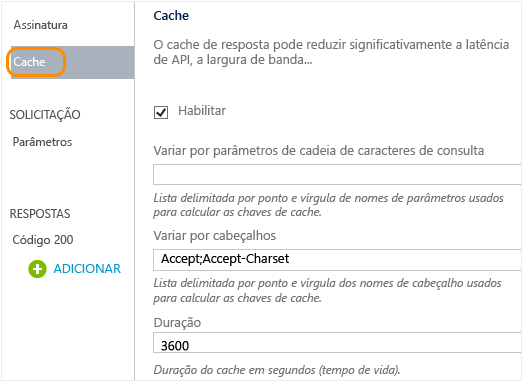 Assinatura
Cache
SOLICITAÇÃO
Parâmetros
RESPOSTAS
Código 200
ADICIONAR
Cache
O cache de resposta pode reduzir significativamente a latência
de API, a largura de banda...
Habilitar
Variar por parâmetros de cadeia de caracteres de consulta
Lista delimitada por ponto e vírgula de nomes de parâmetros usados
para calcular as chaves de cache.
Variar por cabeçalhos
Accept;Accept-Charset
Lista delimitada por ponto e vírgula dos nomes de cabeçalho usados
para calcular as chaves de cache.
Duração
3600
Duração do cache em segundos (tempo de vida).